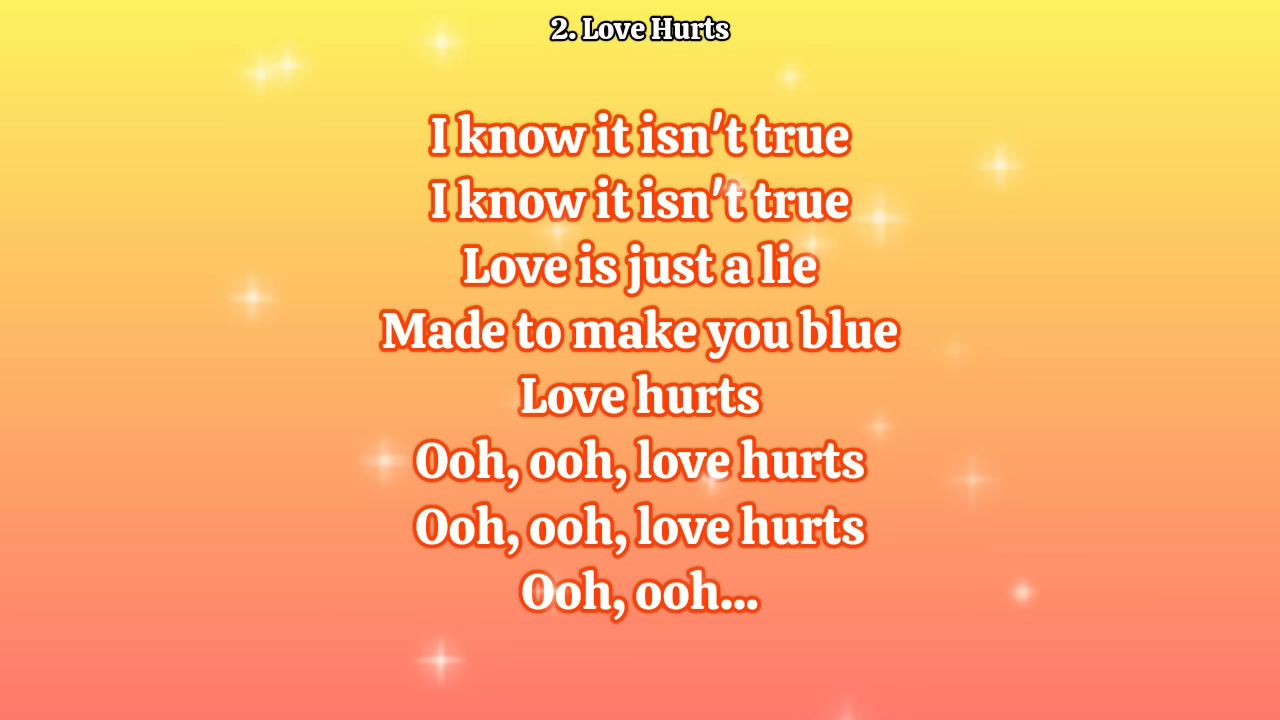 2. Love Hurts
I know it isn't true
I know it isn't true
Love is just a lie
Made to make you blue
Love hurts
Ooh, ooh, love hurts
Ooh, ooh, love hurts
Ooh, ooh...